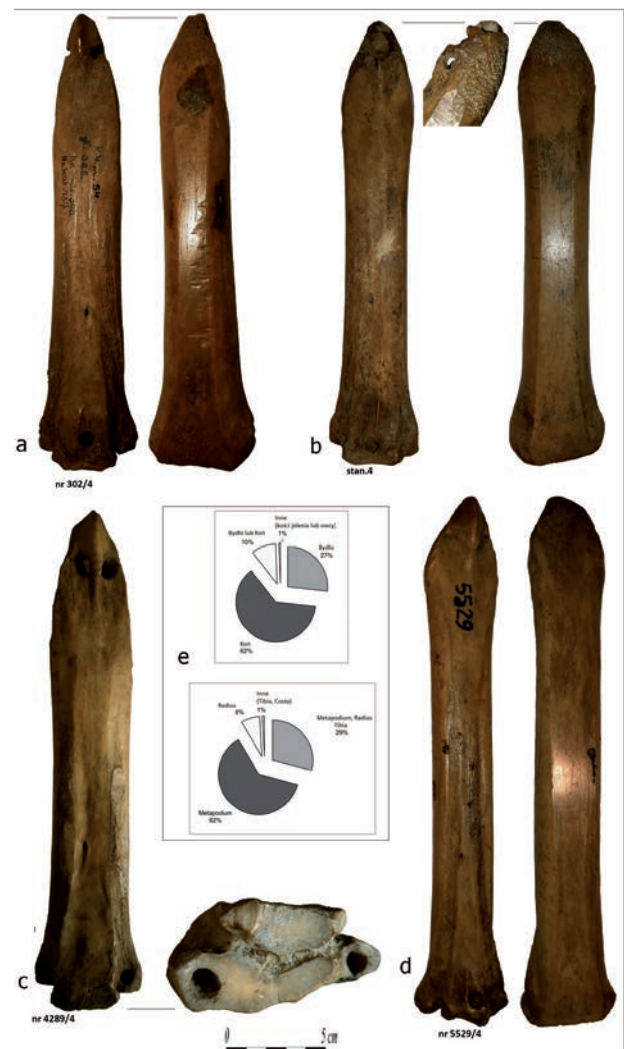 a
nr 302/4
b
stan.4
Inne
(kości jelenia lub owcy)
1%
Bydło lub Koń
10%
Bydło
27%
Koń
62%
e
Inne
(Tibia, Costa)
1%
Radius
8%
Metapodium, Radius
Tibia
29%
Metapodium
62%
5529
c
nr 4289/4
d
nr 5529/4
0 5 cm